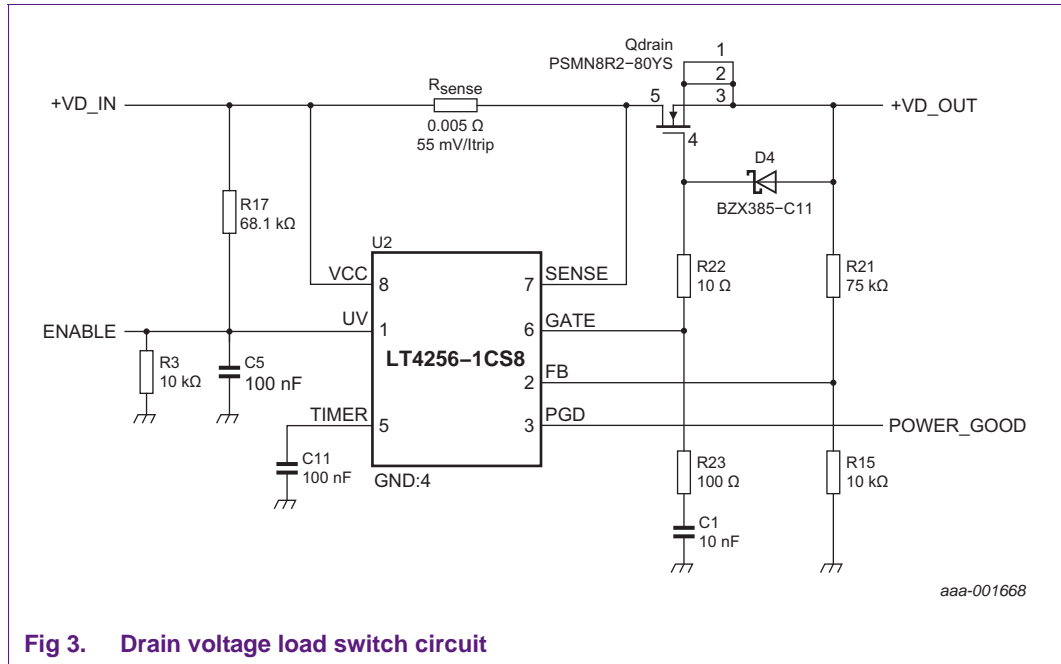 Qdrain
PSMN8R2−80YS
1
2
3
Rsense
5
+VD_IN
+VD_OUT
0.005 Ω
55 mV/Itrip
4
D4
BZX385−C11
R17
68.1 kΩ
U2
VCC
8
7
SENSE
R22
10 Ω
R21
75 kΩ
UV
GATE
ENABLE
1
6
LT4256−1CS8
R3
10 kΩ
C5
100 nF
FB
2
TIMER
5
3
PGD
POWER_GOOD
C11
100 nF
GND:4
R23
100 Ω
R15
10 kΩ
C1
10 nF
aaa-001668
Fig 3. Drain voltage load switch circuit